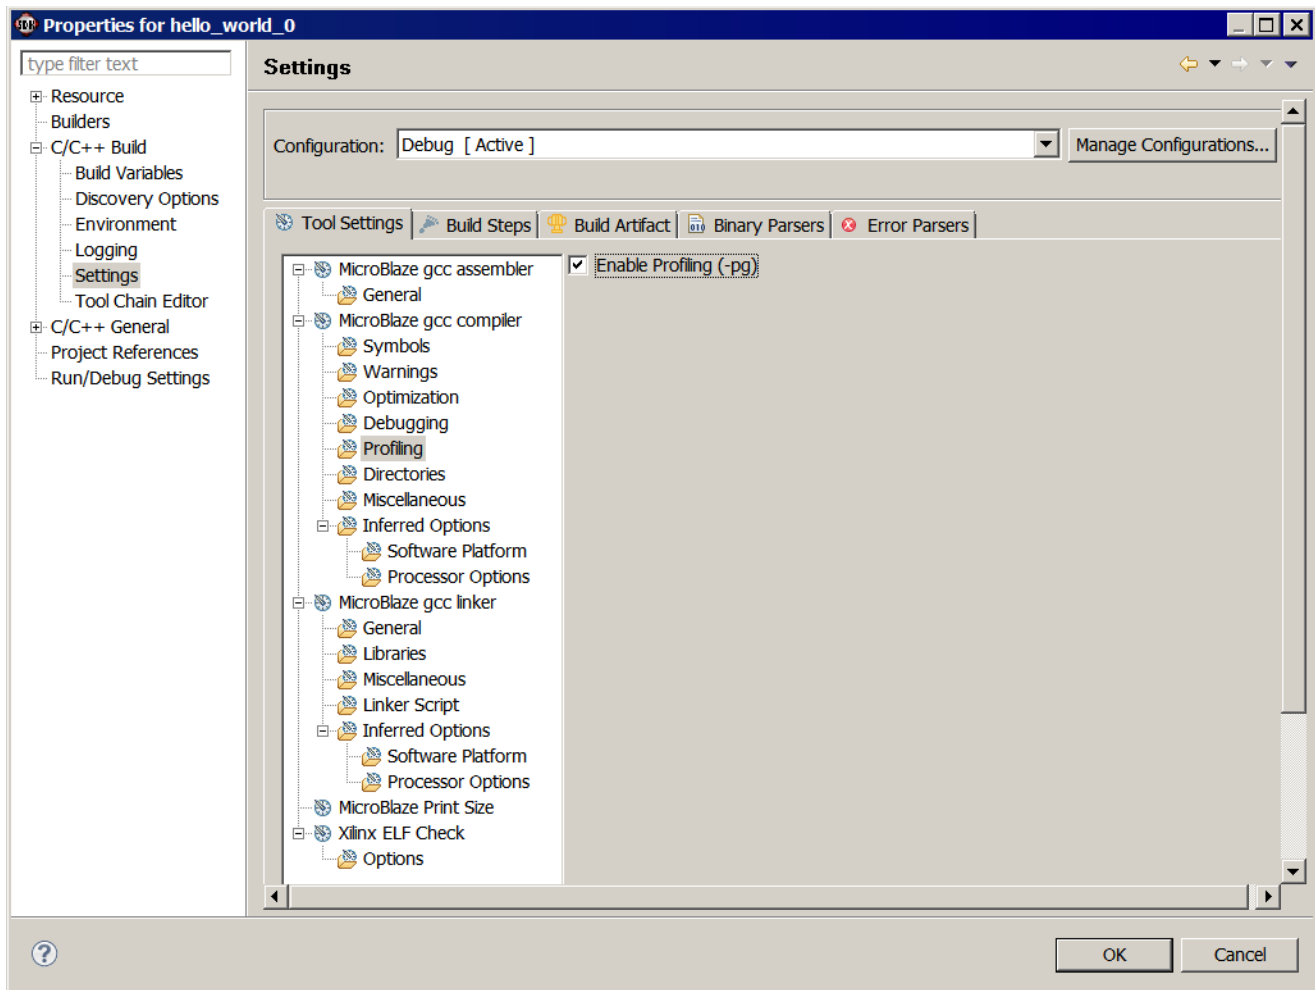 Properties for hello_world_0
type filter text
Settings
Resource
Builders
C/C++ Build
Build Variables
Discovery Options
Environment
Logging
Settings
Tool Chain Editor
C/C++ General
Project References
Run/Debug Settings
Configuration: Debug [ Active ] Manage Configurations...
Tool Settings Build Steps Build Artifact Binary Parsers Error Parsers
MicroBlaze gcc assembler
General
MicroBlaze gcc compiler
Symbols
Warnings
Optimization
Debugging
Profiling
Directories
Miscellaneous
Inferred Options
Software Platform
Processor Options
MicroBlaze gcc linker
General
Libraries
Miscellaneous
Linker Script
Inferred Options
Software Platform
Processor Options
MicroBlaze Print Size
Xilinx ELF Check
Options
Enable Profiling (-pg)
OK Cancel